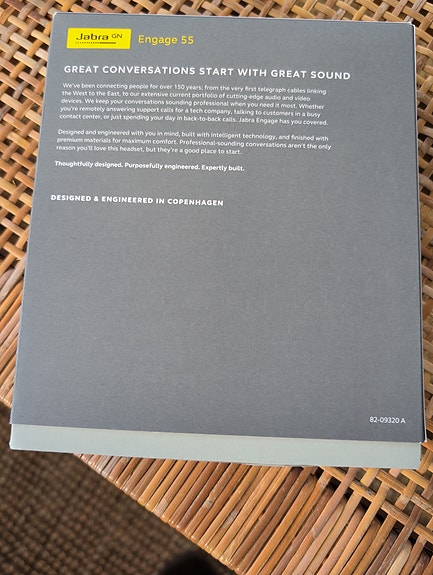 Jabra GN Engage 55
GREAT CONVERSATIONS START WITH GREAT SOUND
We've been connecting people for over 150 years; from the very first telegraph cables linking
the West to the East, to our extensive current portfolio of cutting-edge audio and video
devices. We keep your conversations sounding professional when you need it most. Whether
you're remotely answering support calls for a tech company, talking to customers in a busy
contact center, or just spending your day in back-to-back calls, Jabra Engage has you covered.
Designed and engineered with you in mind, built with intelligent technology, and finished with
premium materials for maximum comfort. Professional-sounding conversations aren't the only
reason you'll love this headset, but they're a good place to start.
Thoughtfully designed. Purposefully engineered. Expertly built.
DESIGNED & ENGINEERED IN COPENHAGEN
82-09320 A